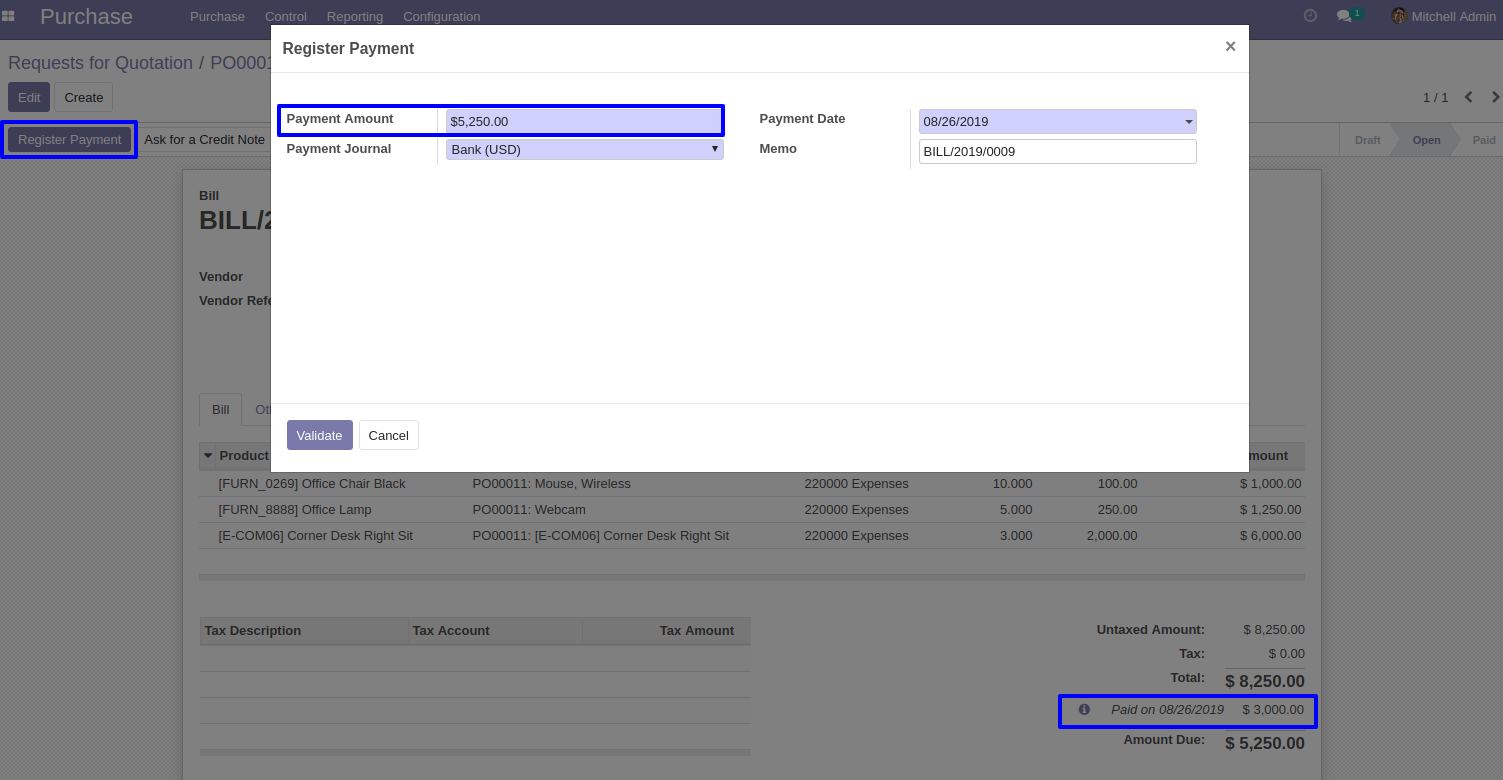 Purchase Purchase Control Reporting Configuration 1 Mitchell Admin
Register Payment ×
Requests for Quotation / PO0001
Edit Create 1 / 1
Payment Amount $5,250.00 Payment Date 08/26/2019
Register Payment Ask for a Credit Note Draft Open Paid
Payment Journal Bank (USD) Memo BILL/2019/0009
Bill
BILL/2
Vendor
Vendor Refe
Bill Ot
Validate Cancel
Product mount
[FURN_0269] Office Chair Black PO00011: Mouse, Wireless 220000 Expenses 10.000 100.00 $ 1,000.00
[FURN_8888] Office Lamp PO00011: Webcam 220000 Expenses 5.000 250.00 $ 1,250.00
[E-COM06] Corner Desk Right Sit PO00011: [E-COM06] Corner Desk Right Sit 220000 Expenses 3.000 2,000.00 $ 6,000.00
Tax Description Tax Account Tax Amount Untaxed Amount: $ 8,250.00
Tax: $ 0.00
Total: $ 8,250.00
Paid on 08/26/2019 $ 3,000.00
Amount Due: $ 5,250.00